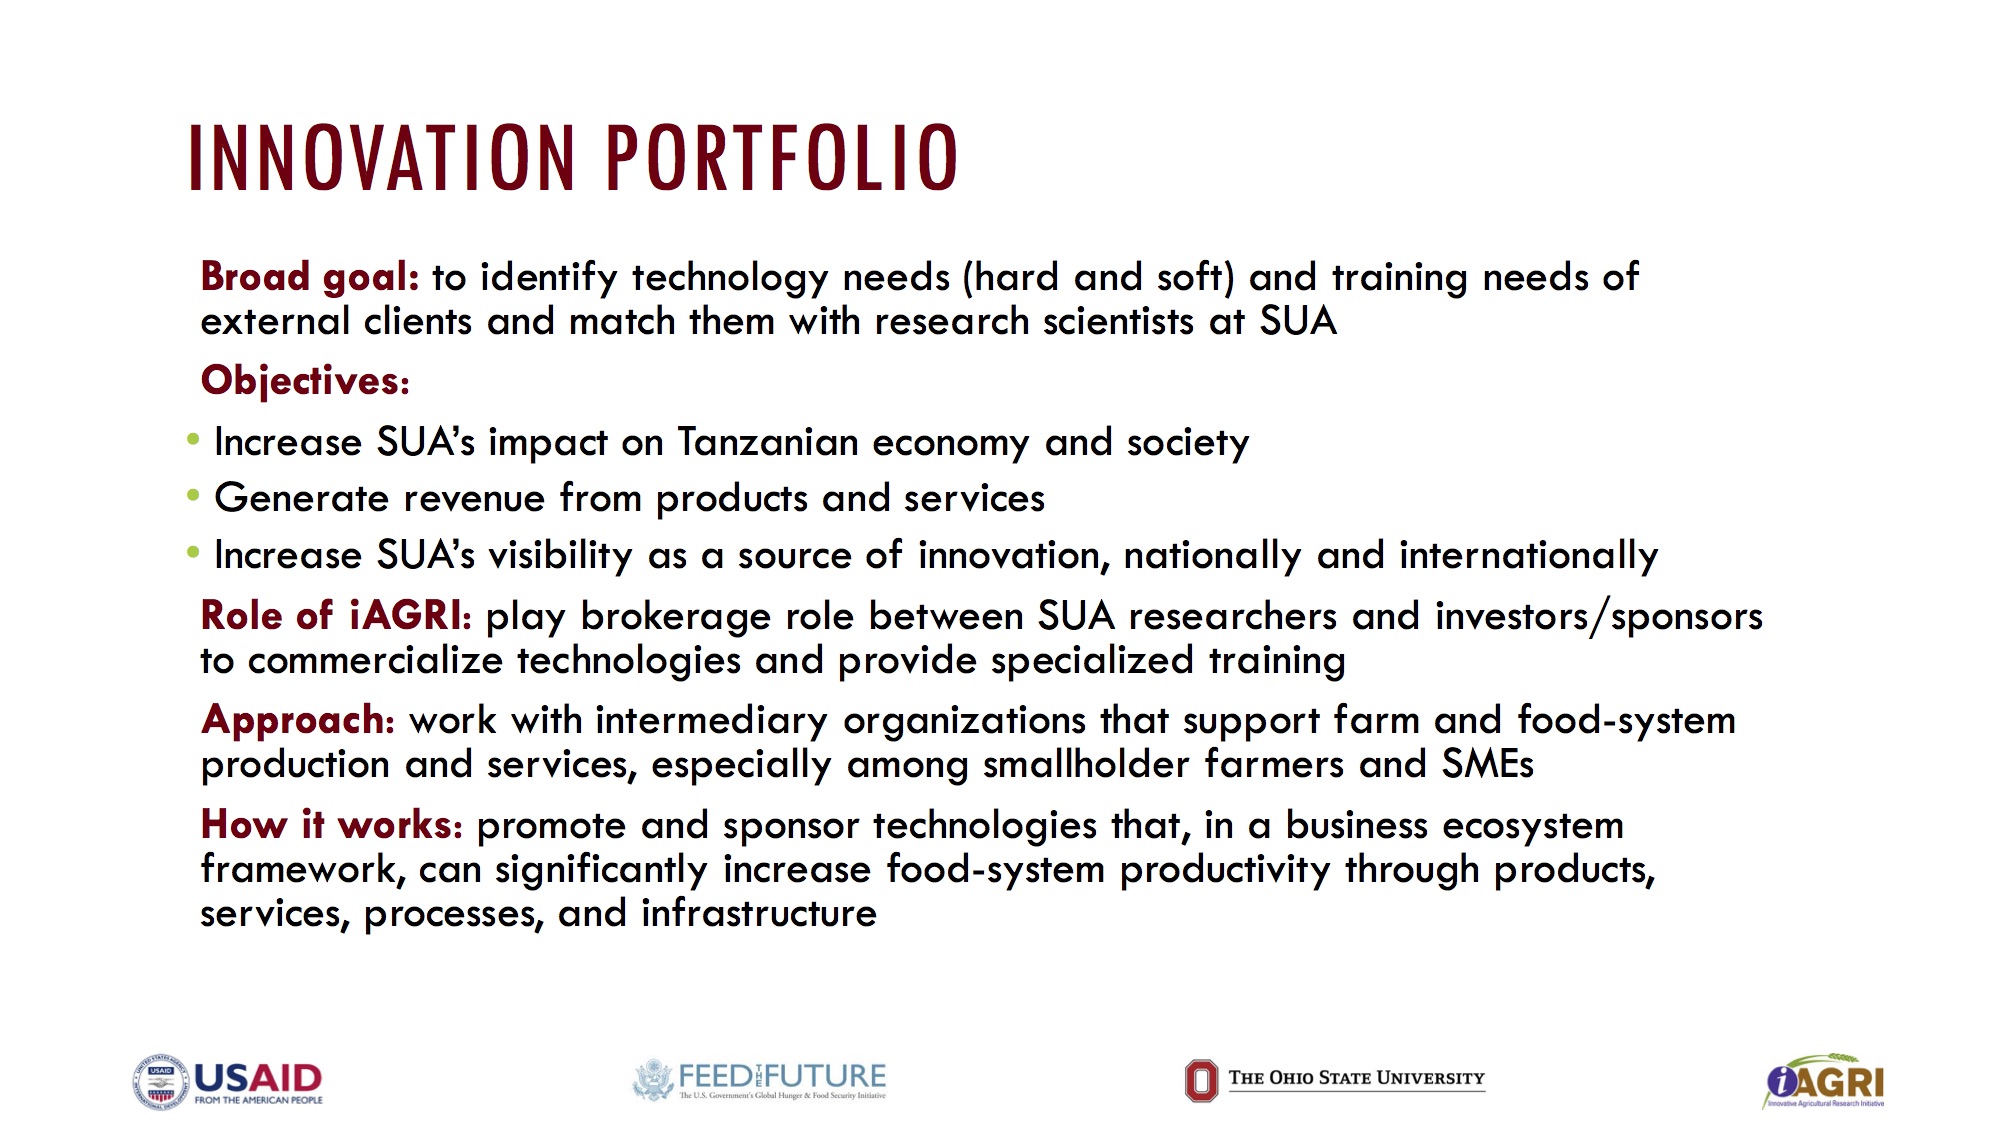 INNOVATION PORTFOLIO
Broad goal: to identify technology needs (hard and soft) and training needs of
external clients and match them with research scientists at SUA
Objectives:
• Increase SUA’s impact on Tanzanian economy and society
• Generate revenue from products and services
• Increase SUA’s visibility as a source of innovation, nationally and internationally
Role of iAGRI: play brokerage role between SUA researchers and investors/sponsors
to commercialize technologies and provide specialized training
Approach: work with intermediary organizations that support farm and food-system
production and services, especially among smallholder farmers and SMEs
How it works: promote and sponsor technologies that, in a business ecosystem
framework, can significantly increase food-system productivity through products,
services, processes, and infrastructure
USAID
FROM THE AMERICAN PEOPLE
FEED THE FUTURE
The U.S. Government's Global Hunger & Food Security Initiative
THE OHIO STATE UNIVERSITY
iAGRI
Innovative Agricultural Research Initiative